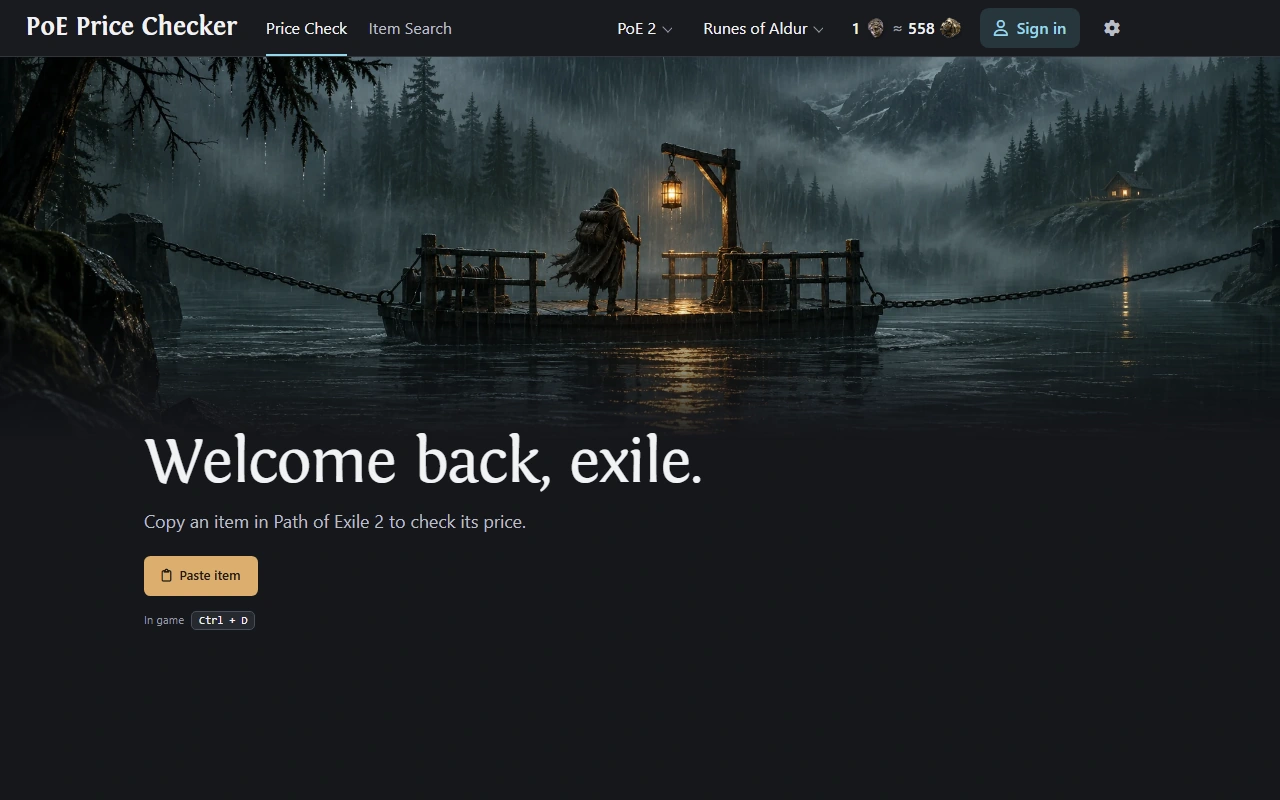 PoE Price Checker Price Check Item Search PoE 2 Runes of Aldur 1 ≈ 558 Sign in
Welcome back, exile.
Copy an item in Path of Exile 2 to check its price.
Paste item
In game Ctrl + D